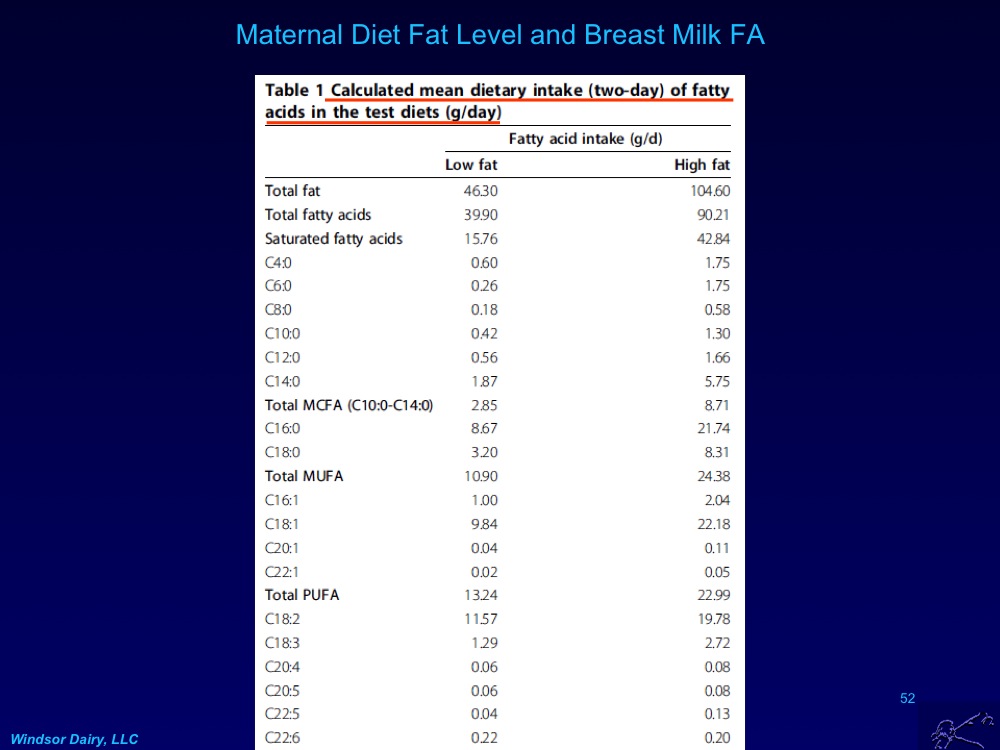 Maternal Diet Fat Level and Breast Milk FA
Table 1 Calculated mean dietary intake (two-day) of fatty
acids in the test diets (g/day)
Fatty acid intake (g/d)
Low fat High fat
Total fat 46.30 104.60
Total fatty acids 39.90 90.21
Saturated fatty acids 15.76 42.84
C4:0 0.60 1.75
C6:0 0.26 1.75
C8:0 0.18 0.58
C10:0 0.42 1.30
C12:0 0.56 1.66
C14:0 1.87 5.75
Total MCFA (C10:0-C14:0) 2.85 8.71
C16:0 8.67 21.74
C18:0 3.20 8.31
Total MUFA 10.90 24.38
C16:1 1.00 2.04
C18:1 9.84 22.18
C20:1 0.04 0.11
C22:1 0.02 0.05
Total PUFA 13.24 22.99
C18:2 11.57 19.78
C18:3 1.29 2.72
C20:4 0.06 0.08
C20:5 0.06 0.08
C22:5 0.04 0.13
C22:6 0.22 0.20
52
Windsor Dairy, LLC